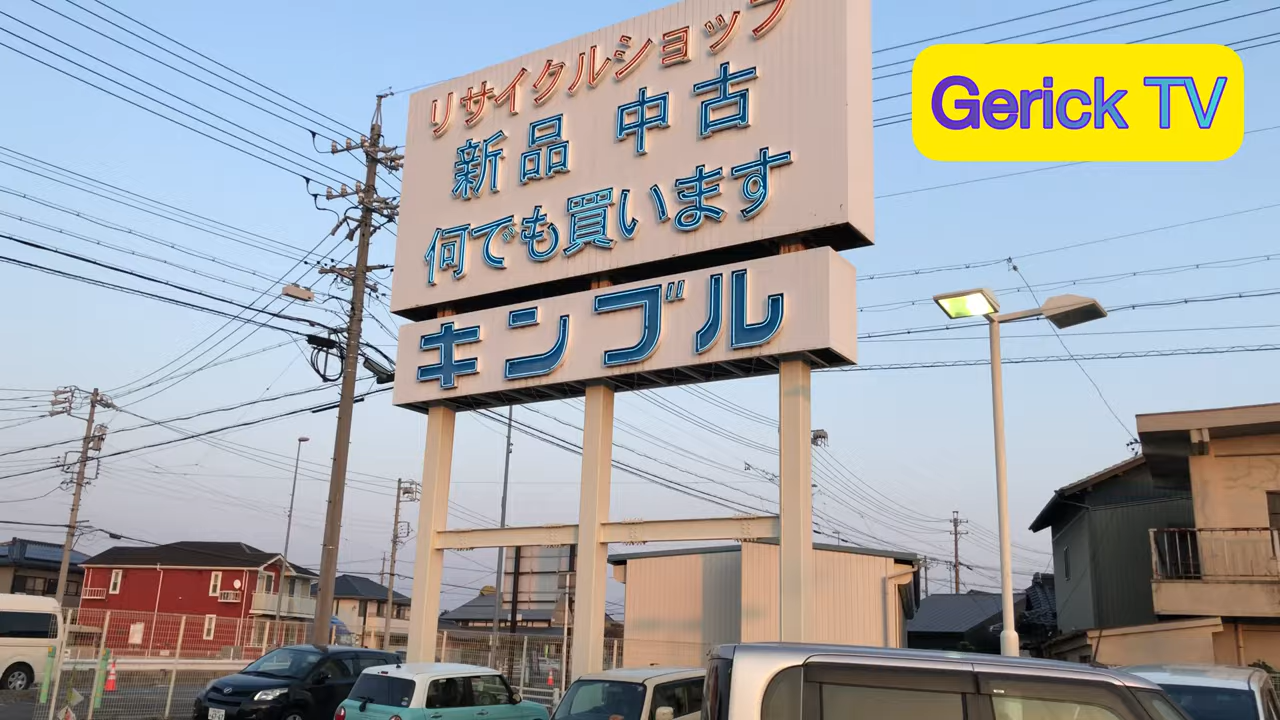 リサイクルショップ
新品 中古
何でも買います
キンブル
Gerick TV